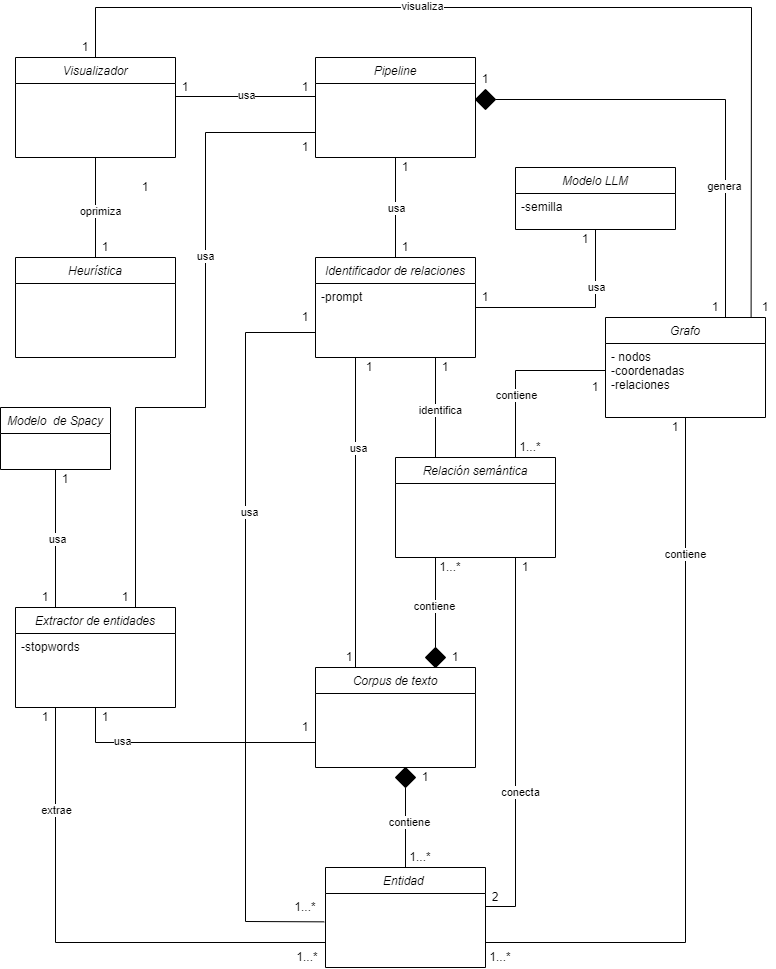 visualiza
1
Visualizador
1
usa
1
Pipeline
1
1
1
1
oprimiza
usa
Modelo LLM
-semilla
genera
1
1
1
usa
Heurística
Identificador de relaciones
-prompt
1
usa
1
1
1
Grafo
- nodos
-coordenadas
-relaciones
1
1
1
contiene
identifica
Modelo  de Spacy
1
1...*
usa
Relación semántica
1
usa
usa
contiene
1...*
1
1
1
contiene
Extractor de entidades
-stopwords
1
1
Corpus de texto
1
1
1
usa
1
conecta
extrae
contiene
1...*
Entidad
2
1...*
1...*
1...*